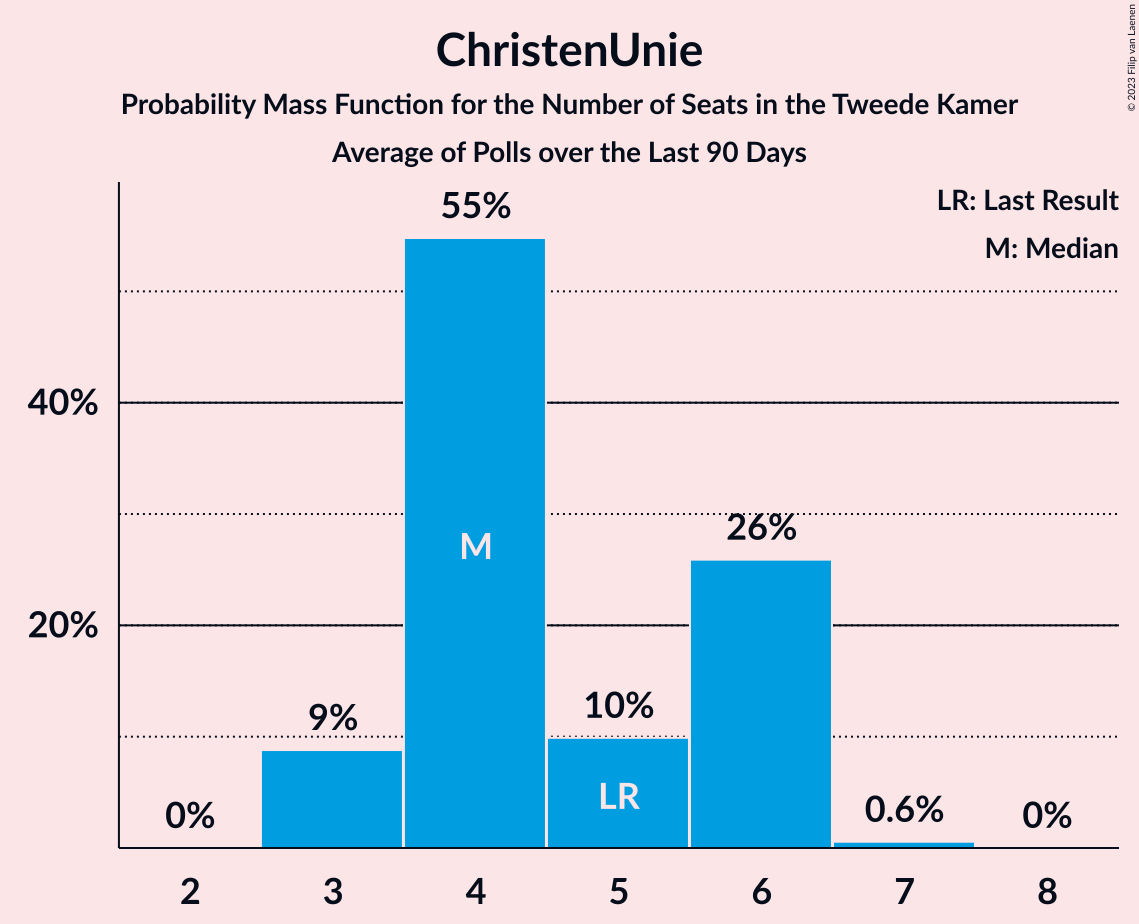 ChristenUnie
Probability Mass Function for the Number of Seats in the Tweede Kamer
Average of Polls over the Last 90 Days
© 2023 Filip van Laenen
LR: Last Result
M: Median
55%
40%
M
26%
20%
9%
10%
LR
0%
0.6%
0%
2 3 4 5 6 7 8